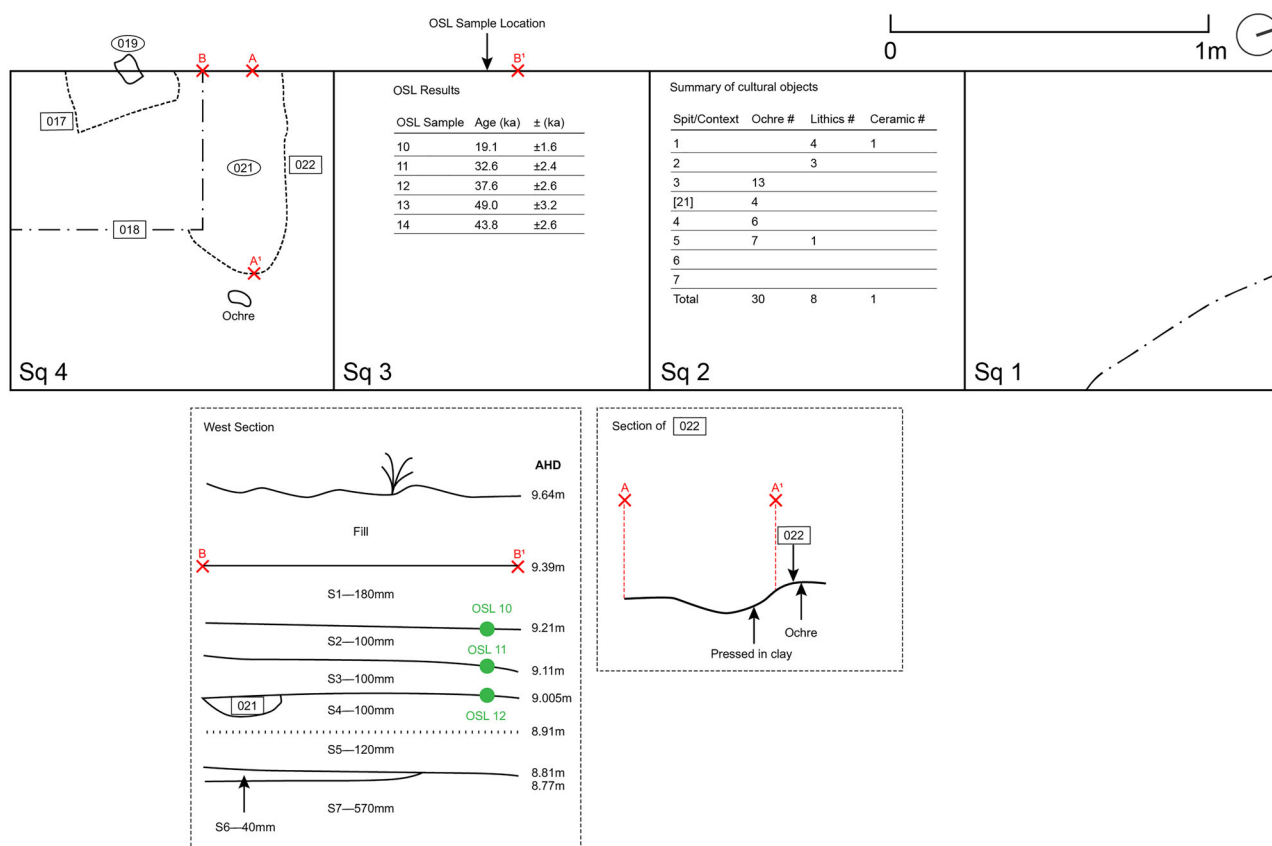 OSL Sample Location
0 1m
019
B A B¹
017
021
022
018
A¹
Ochre
Sq 4
OSL Results
OSL Sample Age (ka) ± (ka)
10 19.1 ±1.6
11 32.6 ±2.4
12 37.6 ±2.6
13 49.0 ±3.2
14 43.8 ±2.6
Sq 3
Summary of cultural objects
Spit/Context Ochre # Lithics # Ceramic #
1 4 1
2 3
3 13
[21] 4
4 6
5 7 1
6
7
Total 30 8 1
Sq 2
Sq 1
West Section
AHD
9.64m
Fill
B B¹
9.39m
S1—180mm
OSL 10
9.21m
S2—100mm
OSL 11
9.11m
S3—100mm
9.005m
021
S4—100mm
OSL 12
8.91m
S5—120mm
8.81m
8.77m
S7—570mm
S6—40mm
Section of 022
A A¹
022
Ochre
Pressed in clay